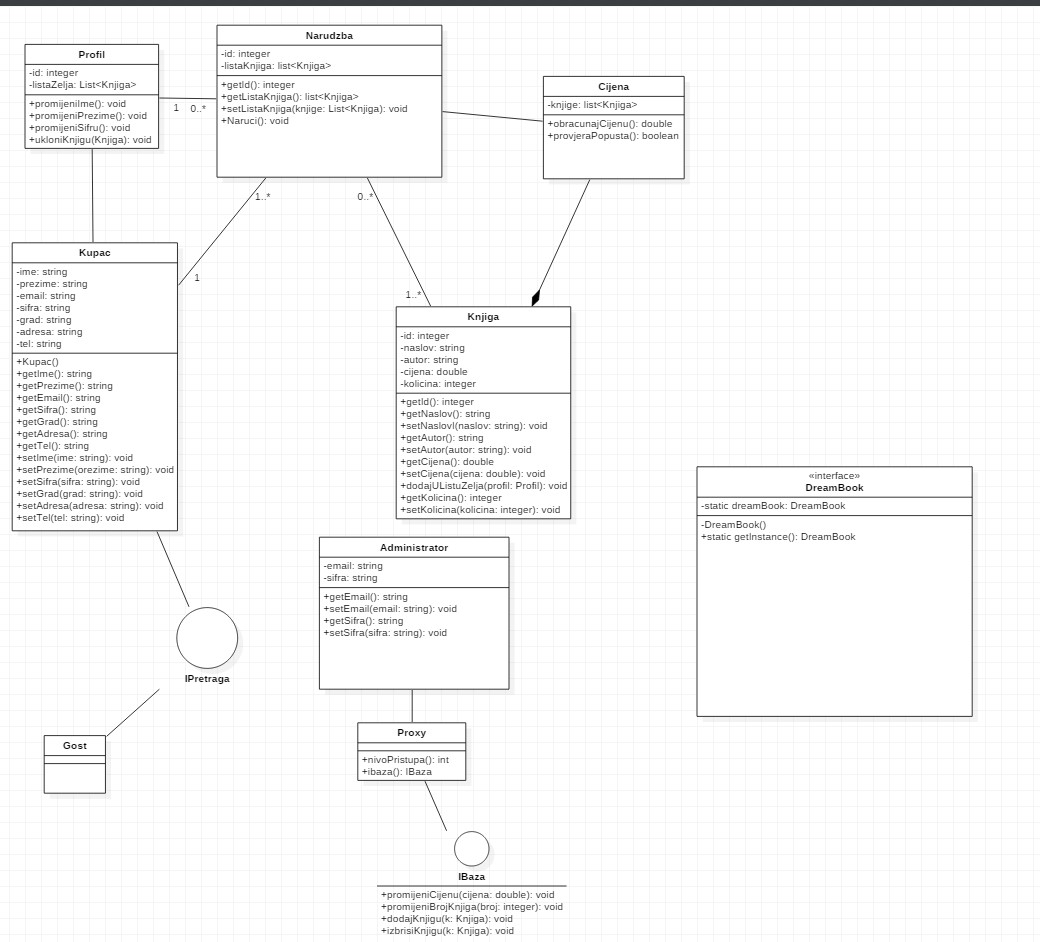 Profil
-id: integer
-listaZelja: List<Knjiga>
+promijeniIme(): void
+promijeniPrezime(): void
+promijeniSifru(): void
+ukloniKnjigu(Knjiga): void
1
0..*
Narudzba
-id: integer
-listaKnjiga: list<Knjiga>
+getId(): integer
+getListaKnjiga(): list<Knjiga>
+setListaKnjiga(knjige: List<Knjiga): void
+Naruci(): void
Cijena
-knjige: list<Knjiga>
+obracunajCijenu(): double
+provjeraPopusta(): boolean
1..*
0..*
1
1..*
Kupac
-ime: string
-prezime: string
-email: string
-sifra: string
-grad: string
-adresa: string
-tel: string
+Kupac()
+getIme(): string
+getPrezime(): string
+getEmail(): string
+getSifra(): string
+getGrad(): string
+getAdresa(): string
+getTel(): string
+setIme(ime: string): void
+setPrezime(orezime: string): void
+setSifra(sifra: string): void
+setGrad(grad: string): void
+setAdresa(adresa: string): void
+setTel(tel: string): void
Knjiga
-id: integer
-naslov: string
-autor: string
-cijena: double
-kolicina: integer
+getId(): integer
+getNaslov(): string
+setNaslovI(naslov: string): void
+getAutor(): string
+setAutor(autor: string): void
+getCijena(): double
+setCijena(cijena: double): void
+dodajUListuZelja(profil: Profil): void
+getKolicina(): integer
+setKolicina(kolicina: integer): void
«interface»
DreamBook
-static dreamBook: DreamBook
-DreamBook()
+static getInstance(): DreamBook
Administrator
-email: string
-sifra: string
+getEmail(): string
+setEmail(email: string): void
+getSifra(): string
+setSifra(sifra: string): void
IPretraga
Gost
Proxy
+nivoPristupa(): int
+ibaza(): IBaza
IBaza
+promijeniCijenu(cijena: double): void
+promijeniBrojKnjiga(broj: integer): void
+dodajKnjigu(k: Knjiga): void
+izbrisiKnjigu(k: Knjiga): void